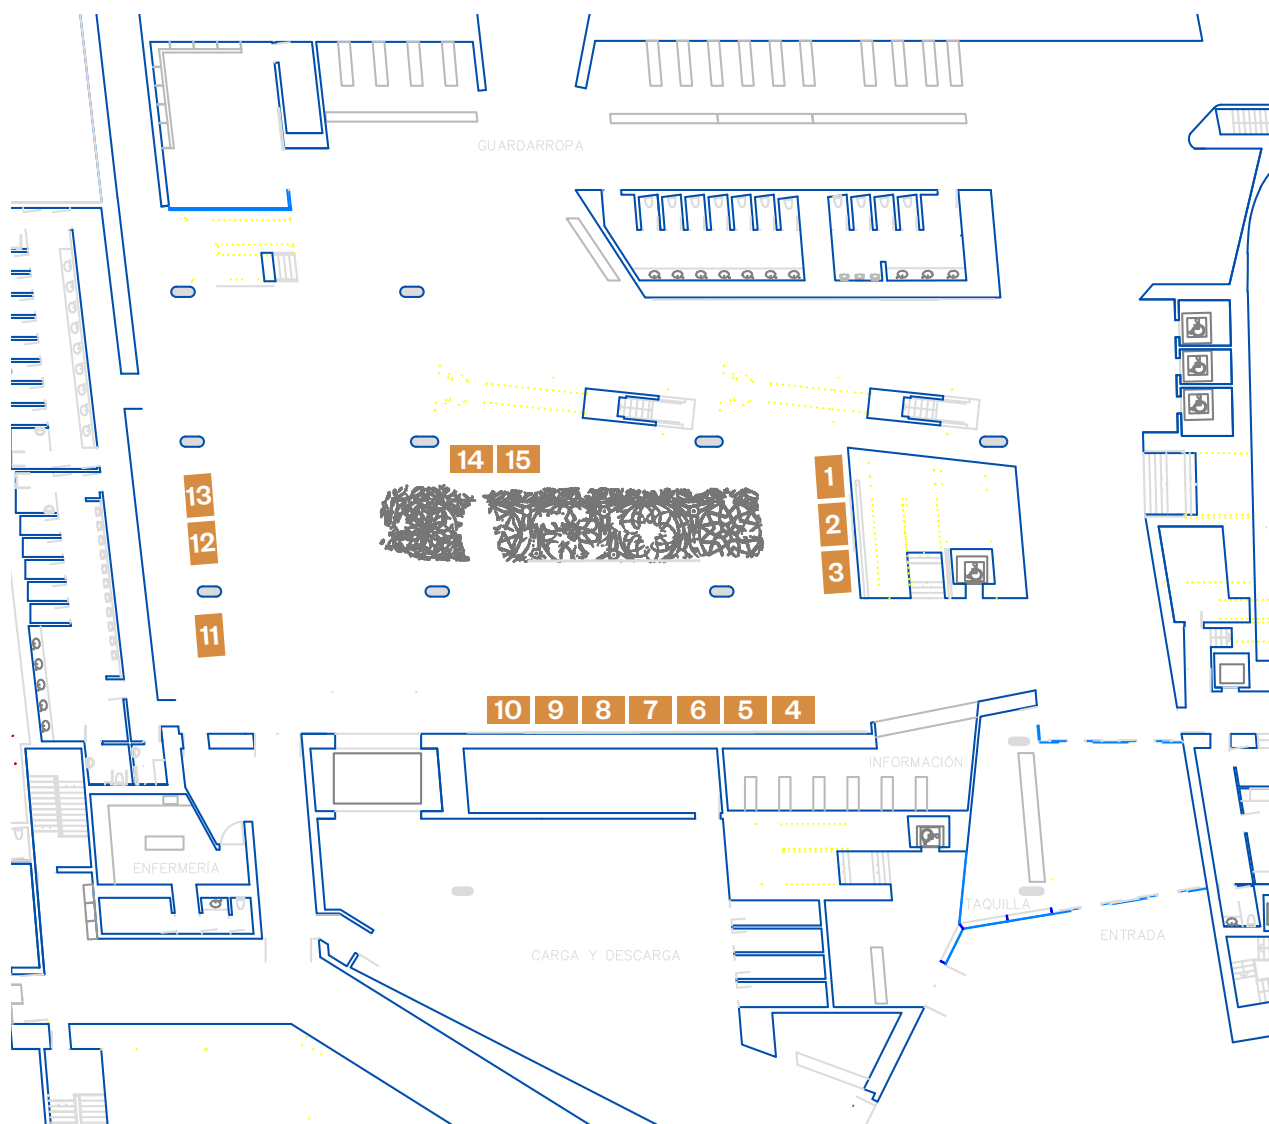 GUARDARROPA
14 15
1
13
2
12
3
11
10 9 8 7 6 5 4
INFORMACIÓN
ENFERMERÍA
TAQUILLA
ENTRADA
CARGA Y DESCARGA